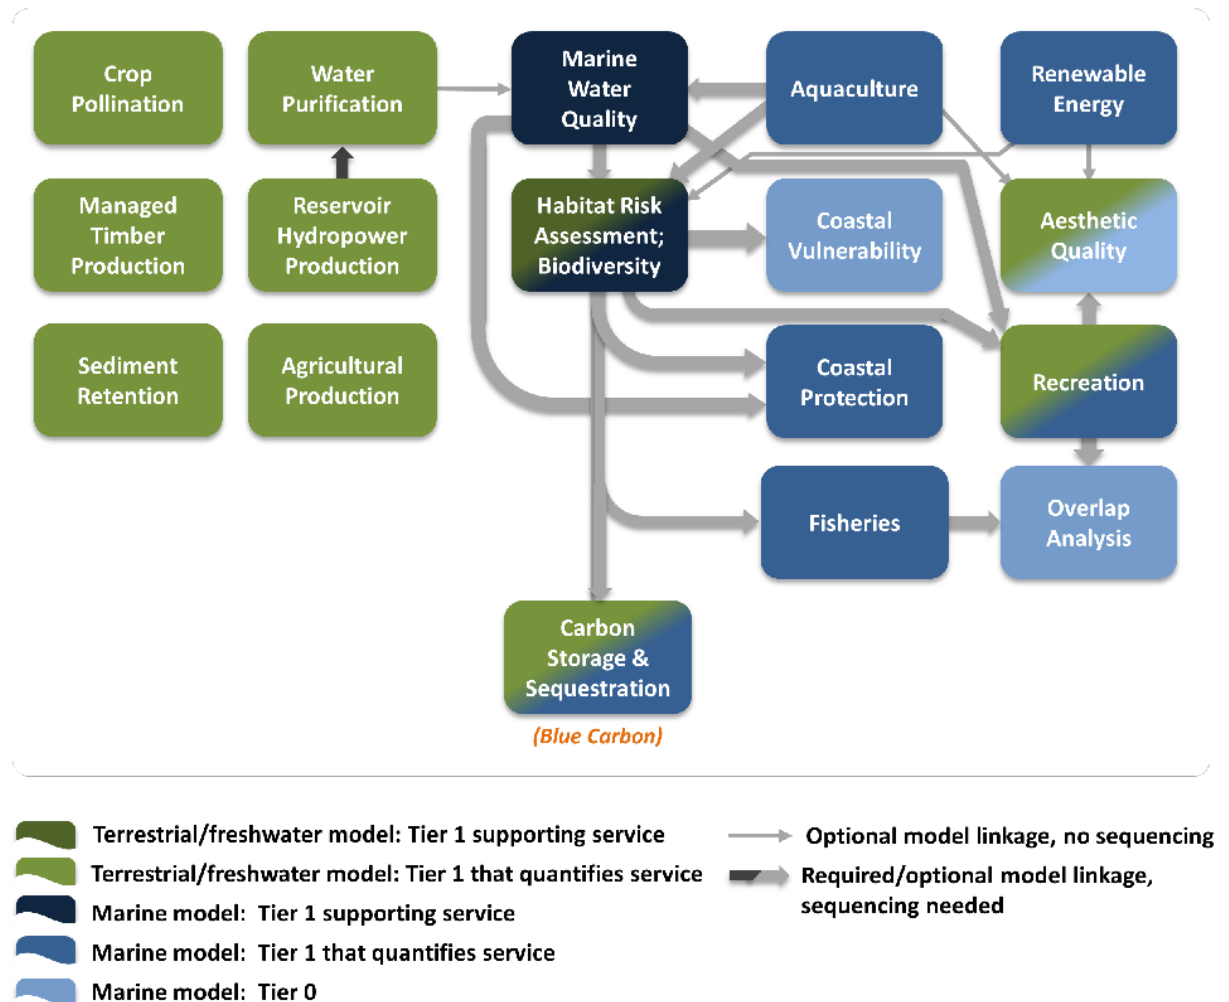 Crop
Pollination
Water
Purification
Marine
Water
Quality
Aquaculture
Renewable
Energy
Managed
Timber
Production
Reservoir
Hydropower
Production
Habitat Risk
Assessment;
Biodiversity
Coastal
Vulnerability
Aesthetic
Quality
Sediment
Retention
Agricultural
Production
Coastal
Protection
Recreation
Fisheries
Overlap
Analysis
Carbon
Storage &
Sequestration
(Blue Carbon)
Terrestrial/freshwater model: Tier 1 supporting service
Terrestrial/freshwater model: Tier 1 that quantifies service
Marine model: Tier 1 supporting service
Marine model: Tier 1 that quantifies service
Marine model: Tier 0
Optional model linkage, no sequencing
Required/optional model linkage,
sequencing needed